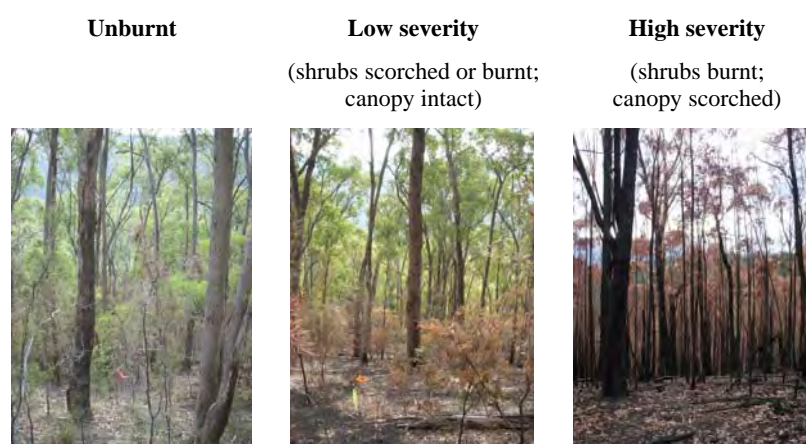 Unburnt
Low severity
(shrubs scorched or burnt;
canopy intact)
High severity
(shrubs burnt;
canopy scorched)